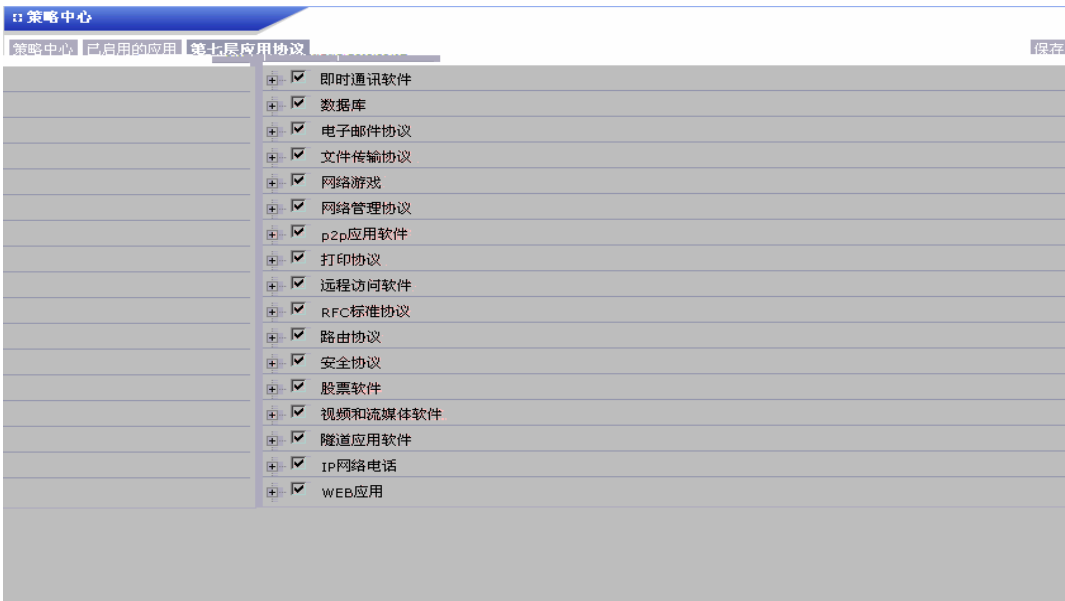 策略中心
策略中心 已启用的应用 第七层应用协议 保存
即时通讯软件
数据库
电子邮件协议
文件传输协议
网络游戏
网络管理协议
p2p应用软件
打印协议
远程访问软件
RFC标准协议
路由协议
安全协议
股票软件
视频和流媒体软件
隧道应用软件
IP网络电话
WEB应用